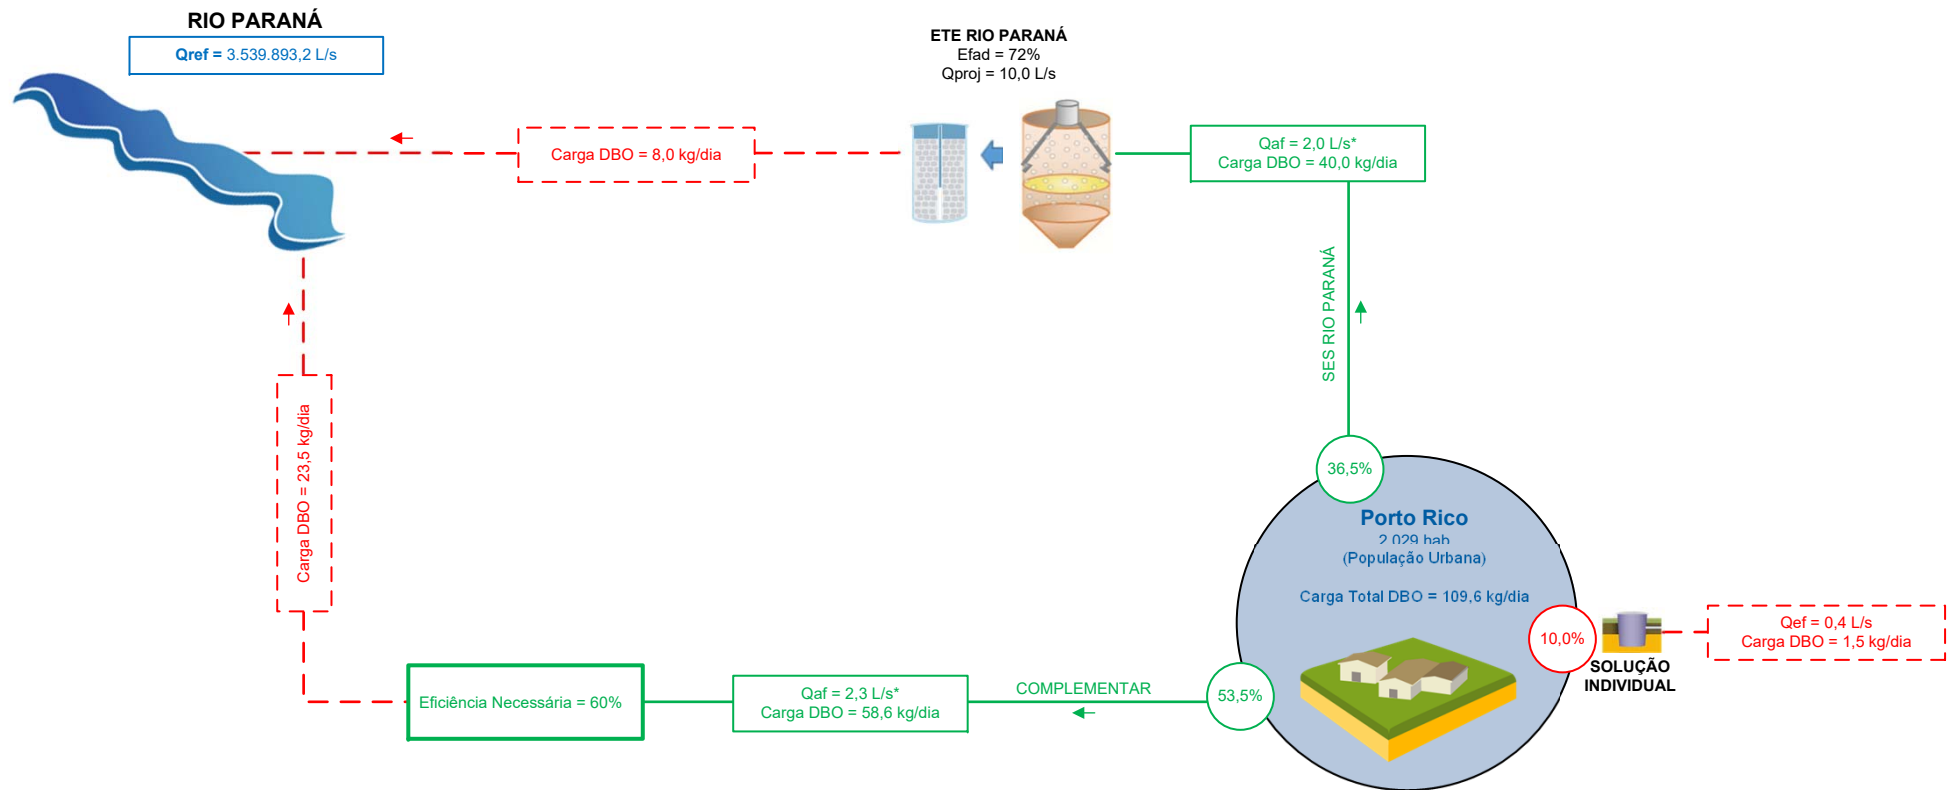 RIO PARANÁ
Qref = 3.539.893,2 L/s
ETE RIO PARANÁ
Efad = 72%
Qproj = 10,0 L/s
Carga DBO = 8,0 kg/dia
Qaf = 2,0 L/s*
Carga DBO = 40,0 kg/dia
SES RIO PARANÁ
36,5%
Carga DBO = 23,5 kg/dia
Porto Rico
2.029 hab
(População Urbana)
Carga Total DBO = 109,6 kg/dia
10,0%
SOLUÇÃO
INDIVIDUAL
Qef = 0,4 L/s
Carga DBO = 1,5 kg/dia
53,5%
COMPLEMENTAR
Qaf = 2,3 L/s*
Carga DBO = 58,6 kg/dia
Eficiência Necessária = 60%